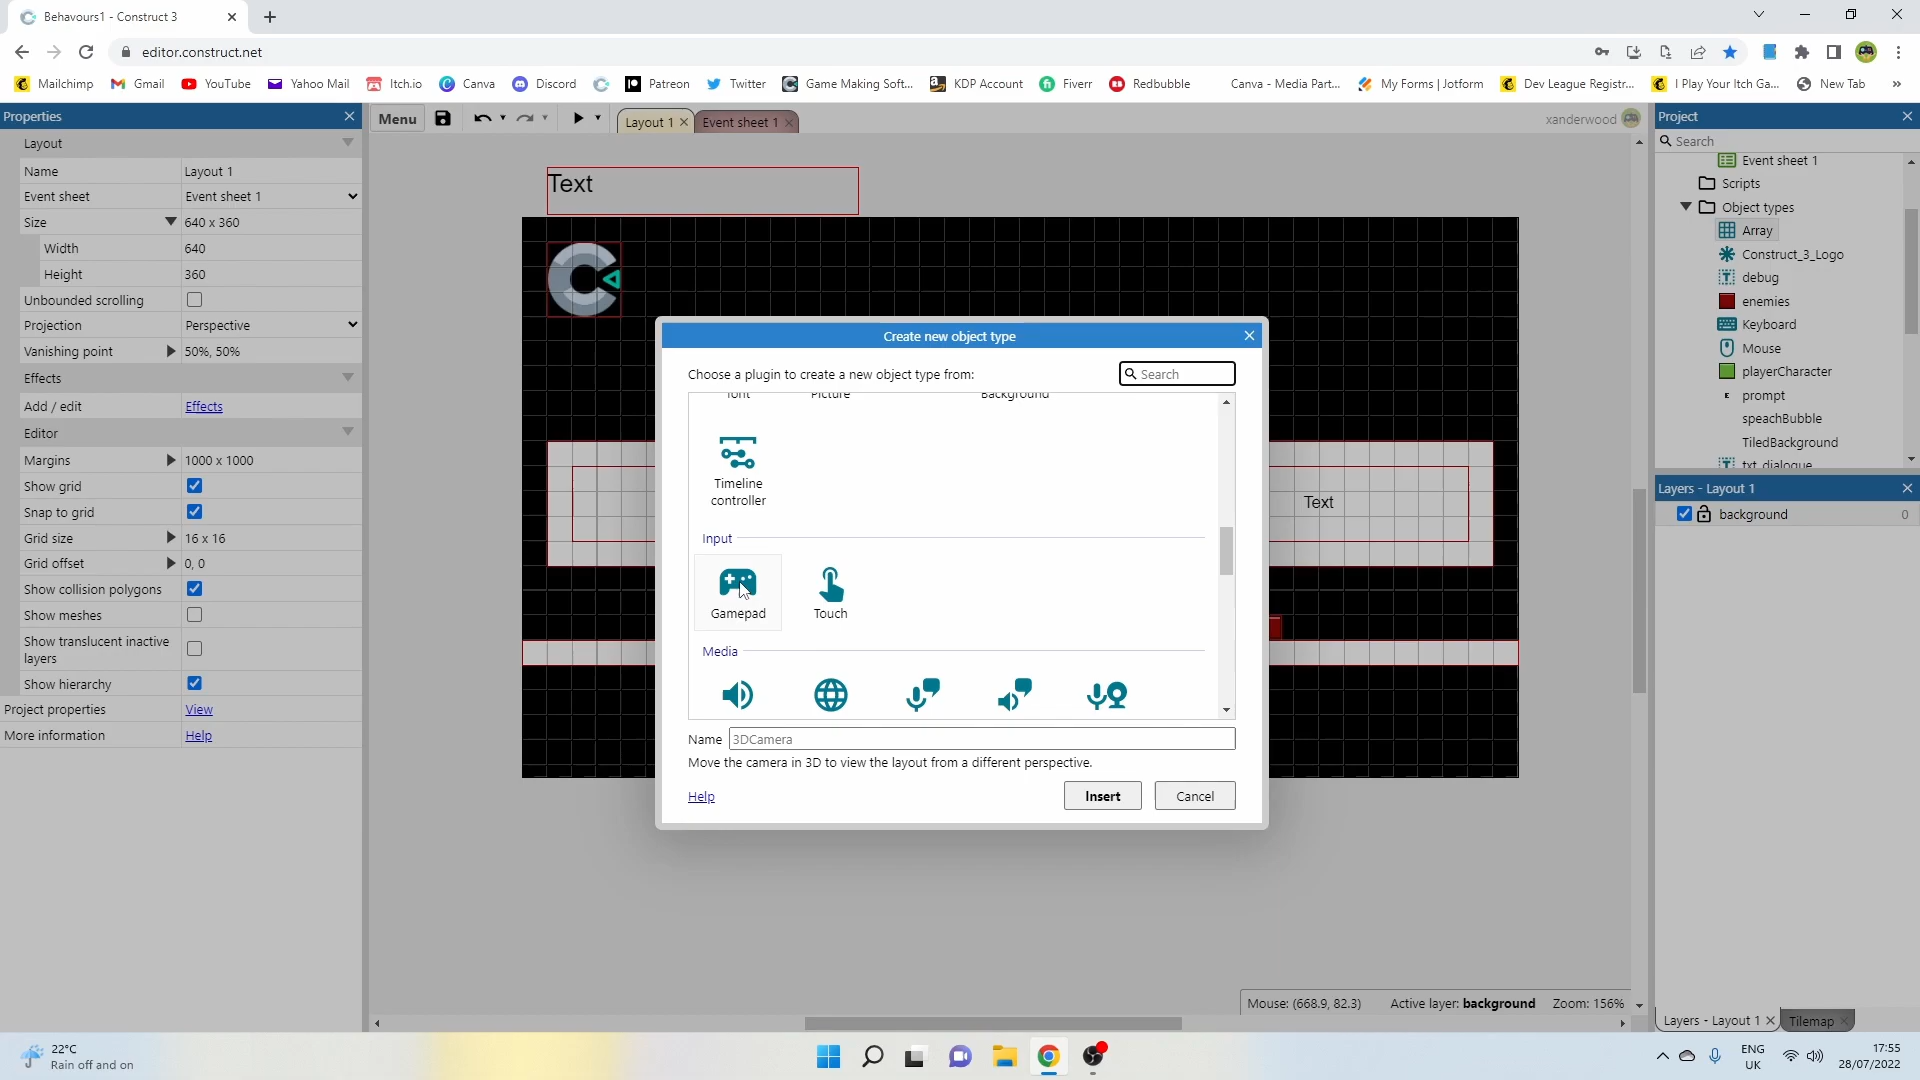 Behavours1 - Construct 3
editor.construct.net
Mailchimp
Gmail
YouTube
Yahoo Mail
Itch.io
Canva
Discord
Patreon
Twitter
Game Making Soft...
KDP Account
Fiverr
Redbubble
Canva - Media Part...
My Forms | Jotform
Dev League Registr...
I Play Your Itch Ga...
New Tab
»
Properties
Menu
Layout 1
Event sheet 1
xanderwood
Project
Layout
Name Layout 1
Event sheet Event sheet 1
Size 640 x 360
Width 640
Height 360
Unbounded scrolling
Projection Perspective
Vanishing point 50%, 50%
Effects
Add / edit Effects
Editor
Margins 1000 x 1000
Show grid
Snap to grid
Grid size 16 x 16
Grid offset 0, 0
Show collision polygons
Show meshes
Show translucent inactive
layers
Show hierarchy
Project properties View
More information Help
Text
Text
Create new object type
Choose a plugin to create a new object type from:
Search
font
Picture
Background
Timeline
controller
Input
Gamepad
Touch
Media
Name 3DCamera
Move the camera in 3D to view the layout from a different perspective.
Help
Insert
Cancel
Mouse: (668.9, 82.3)
Active layer: background
Zoom: 156%
Search
Event sheet 1
Scripts
Object types
Array
Construct_3_Logo
debug
enemies
Keyboard
Mouse
playerCharacter
E prompt
speachBubble
TiledBackground
txt_dialogue
Layers - Layout 1
background 0
Layers - Layout 1
Tilemap
22°C
Rain off and on
ENG
UK
17:55
28/07/2022